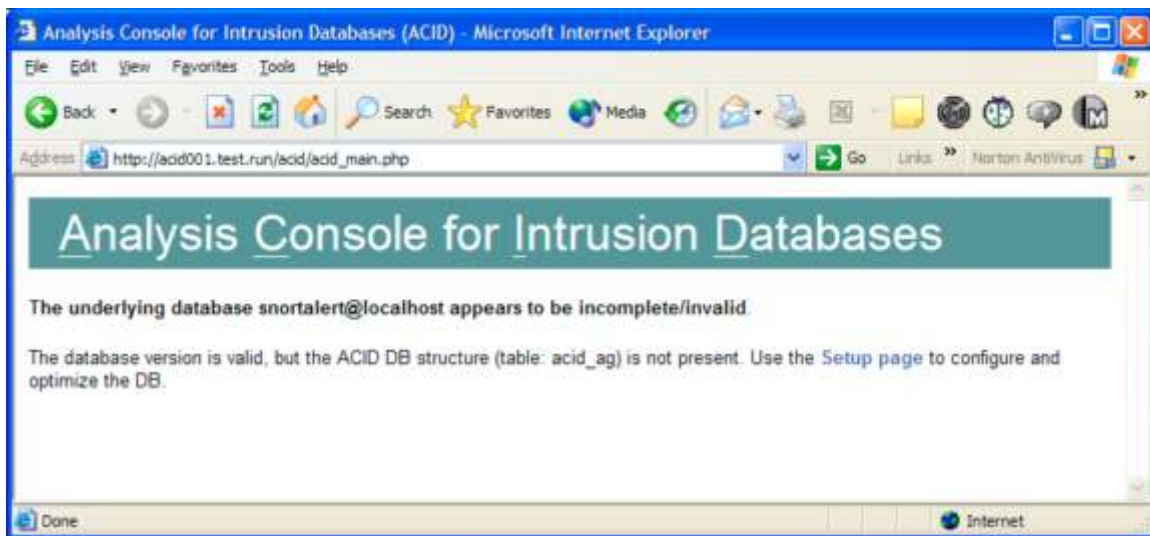 Analysis Console for Intrusion Databases (ACID) - Microsoft Internet Explorer
File Edit View Favorites Tools Help
Back Search Favorites Media
Address http://acid001.test.run/acid/acid_main.php Go Links Norton AntiVirus
Analysis Console for Intrusion Databases
The underlying database snortalert@localhost appears to be incomplete/invalid.
The database version is valid, but the ACID DB structure (table: acid_ag) is not present. Use the Setup page to configure and
optimize the DB.
Done Internet